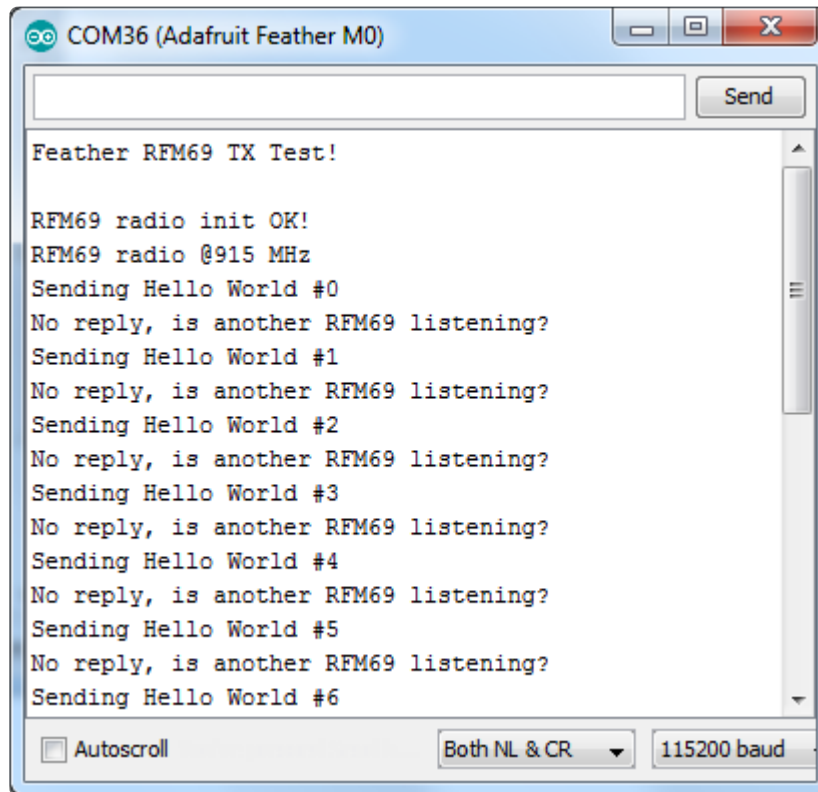 COM36 (Adafruit Feather M0)
Send
Feather RFM69 TX Test!
RFM69 radio init OK!
RFM69 radio @915 MHz
Sending Hello World #0
No reply, is another RFM69 listening?
Sending Hello World #1
No reply, is another RFM69 listening?
Sending Hello World #2
No reply, is another RFM69 listening?
Sending Hello World #3
No reply, is another RFM69 listening?
Sending Hello World #4
No reply, is another RFM69 listening?
Sending Hello World #5
No reply, is another RFM69 listening?
Sending Hello World #6
Autoscroll Both NL & CR 115200 baud